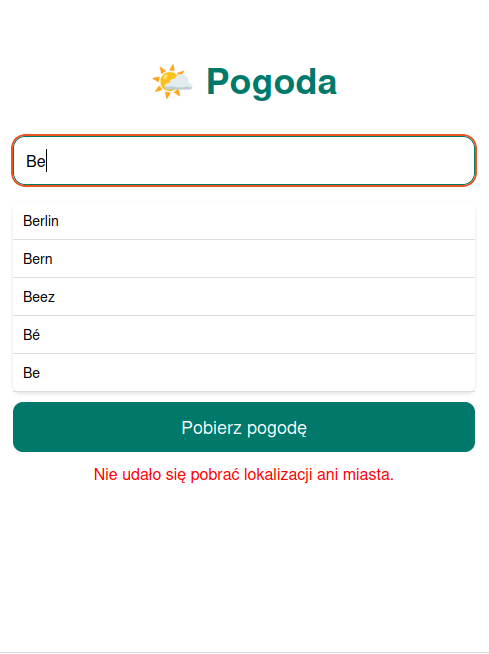 🌤️ Pogoda
Be
Berlin
Bern
Beez
Bé
Be
Pobierz pogodę
Nie udało się pobrać lokalizacji ani miasta.